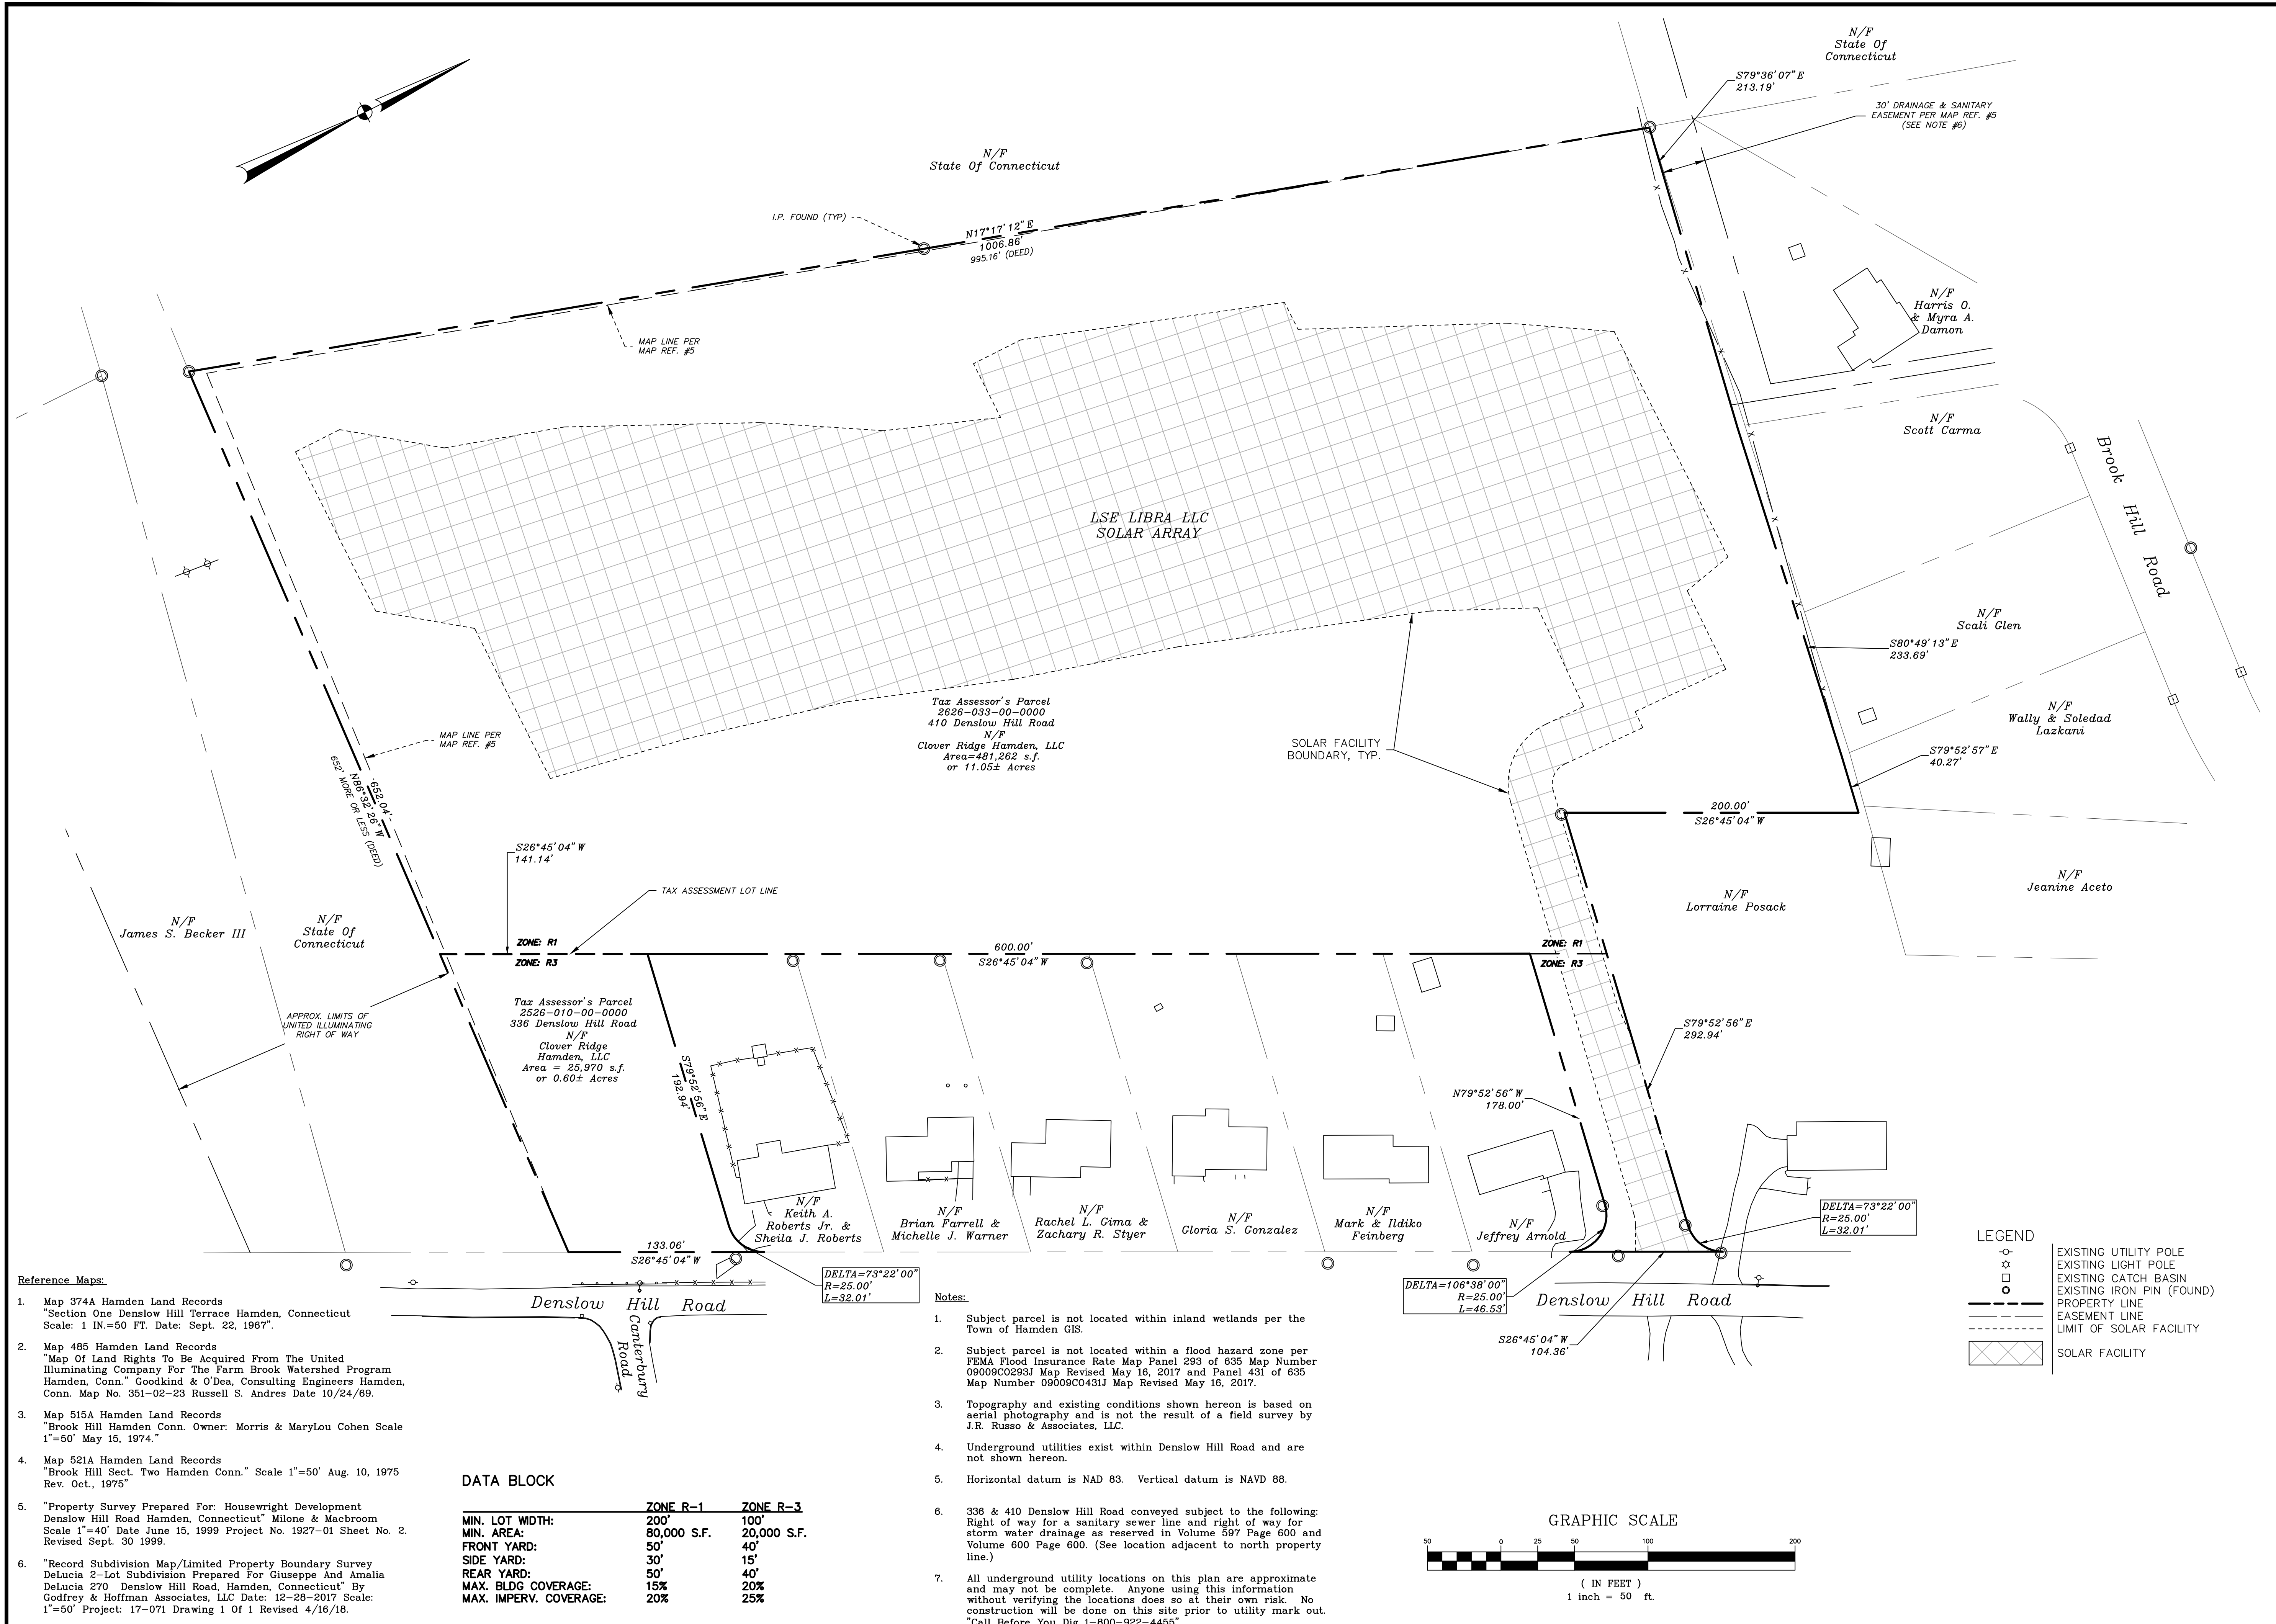 N/F
State Of
Connecticut
S79°36'07"E
213.19'
30' DRAINAGE & SANITARY
EASEMENT PER MAP REF. #5
(SEE NOTE #6)
N/F
State Of Connecticut
I.P. FOUND (TYP)
N17°17'12"E
1006.86'
995.16' (DEED)
MAP LINE PER
MAP REF. #5
N/F
Harris O.
& Myra A.
Damon
N/F
Scott Carma
Brook Hill Road
LSE LIBRA LLC
SOLAR ARRAY
N/F
Scali Glen
S80°49'13"E
233.69'
N/F
Wally & Soledad
Lazkani
S79°52'57"E
40.27'
Tax Assessor's Parcel
2626-033-00-0000
410 Denslow Hill Road
N/F
Clover Ridge Hamden, LLC
Area=481,262 s.f.
or 11.05± Acres
SOLAR FACILITY
BOUNDARY, TYP.
MAP LINE PER
MAP REF. #5
652.04'
N86°32'26"W
652' MORE OR LESS (DEED)
200.00'
S26°45'04"W
S26°45'04"W
141.14'
TAX ASSESSMENT LOT LINE
N/F
Jeanine Aceto
N/F
Lorraine Posack
N/F
James S. Becker III
N/F
State Of
Connecticut
ZONE: R1
ZONE: R3
600.00'
S26°45'04"W
ZONE: R1
ZONE: R3
APPROX. LIMITS OF
UNITED ILLUMINATING
RIGHT OF WAY
Tax Assessor's Parcel
2526-010-00-0000
336 Denslow Hill Road
N/F
Clover Ridge
Hamden, LLC
Area = 25,970 s.f.
or 0.60± Acres
S79°52'56"E
192.94'
S79°52'56"E
292.94'
N79°52'56"W
178.00'
N/F
Keith A.
Roberts Jr. &
Sheila J. Roberts
N/F
Brian Farrell &
Michelle J. Warner
N/F
Rachel L. Gima &
Zachary R. Styer
N/F
Gloria S. Gonzalez
N/F
Mark & Ildiko
Feinberg
N/F
Jeffrey Arnold
DELTA=73°22'00"
R=25.00'
L=32.01'
133.06'
S26°45'04"W
DELTA=73°22'00"
R=25.00'
L=32.01'
DELTA=106°38'00"
R=25.00'
L=46.53'
Denslow Hill Road
Canterbury
Road
Denslow Hill Road
S26°45'04"W
104.36'
LEGEND
EXISTING UTILITY POLE
EXISTING LIGHT POLE
EXISTING CATCH BASIN
EXISTING IRON PIN (FOUND)
PROPERTY LINE
EASEMENT LINE
LIMIT OF SOLAR FACILITY
SOLAR FACILITY
Reference Maps:
1. Map 374A Hamden Land Records
"Section One Denslow Hill Terrace Hamden, Connecticut
Scale: 1 IN.=50 FT. Date: Sept. 22, 1967".
2. Map 485 Hamden Land Records
"Map Of Land Rights To Be Acquired From The United
Illuminating Company For The Farm Brook Watershed Program
Hamden, Conn." Goodkind & O'Dea, Consulting Engineers Hamden,
Conn. Map No. 351-02-23 Russell S. Andres Date 10/24/69.
3. Map 515A Hamden Land Records
"Brook Hill Hamden Conn. Owner: Morris & MaryLou Cohen Scale
1"=50' May 15, 1974."
4. Map 521A Hamden Land Records
"Brook Hill Sect. Two Hamden Conn." Scale 1"=50' Aug. 10, 1975
Rev. Oct., 1975"
5. "Property Survey Prepared For: Housewright Development
Denslow Hill Road Hamden, Connecticut" Milone & Macbroom
Scale 1"=40' Date June 15, 1999 Project No. 1927-01 Sheet No. 2.
Revised Sept. 30 1999.
6. "Record Subdivision Map/Limited Property Boundary Survey
DeLucia 2-Lot Subdivision Prepared For Giuseppe And Amalia
DeLucia 270 Denslow Hill Road, Hamden, Connecticut" By
Godfrey & Hoffman Associates, LLC Date: 12-28-2017 Scale:
1"=50' Project: 17-071 Drawing 1 Of 1 Revised 4/16/18.
DATA BLOCK
ZONE R-1 ZONE R-3
MIN. LOT WIDTH: 200' 100'
MIN. AREA: 80,000 S.F. 20,000 S.F.
FRONT YARD: 50' 40'
SIDE YARD: 30' 15'
REAR YARD: 50' 40'
MAX. BLDG COVERAGE: 15% 20%
MAX. IMPERV. COVERAGE: 20% 25%
Notes:
1. Subject parcel is not located within inland wetlands per the
Town of Hamden GIS.
2. Subject parcel is not located within a flood hazard zone per
FEMA Flood Insurance Rate Map Panel 293 of 635 Map Number
09009C0293J Map Revised May 16, 2017 and Panel 431 of 635
Map Number 09009C0431J Map Revised May 16, 2017.
3. Topography and existing conditions shown hereon is based on
aerial photography and is not the result of a field survey by
J.R. Russo & Associates, LLC.
4. Underground utilities exist within Denslow Hill Road and are
not shown hereon.
5. Horizontal datum is NAD 83. Vertical datum is NAVD 88.
6. 336 & 410 Denslow Hill Road conveyed subject to the following:
Right of way for a sanitary sewer line and right of way for
storm water drainage as reserved in Volume 597 Page 600 and
Volume 600 Page 600. (See location adjacent to north property
line.)
7. All underground utility locations on this plan are approximate
and may not be complete. Anyone using this information
without verifying the locations does so at their own risk. No
construction will be done on this site prior to utility mark out.
"Call Before You Dig 1-800-922-4455"
GRAPHIC SCALE
50 0 25 50 100 200
( IN FEET )
1 inch = 50 ft.